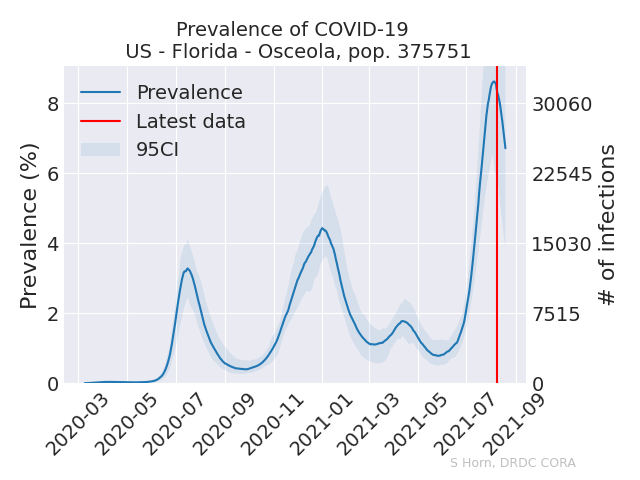 Prevalence of COVID-19
US - Florida - Osceola, pop. 375751
Prevalence
Latest data
95CI
Prevalence (%)
8
6
4
2
0
30060
22545
15030
7515
0
# of infections
2020-03
2020-05
2020-07
2020-09
2020-11
2021-01
2021-03
2021-05
2021-07
2021-09
S Horn, DRDC CORA